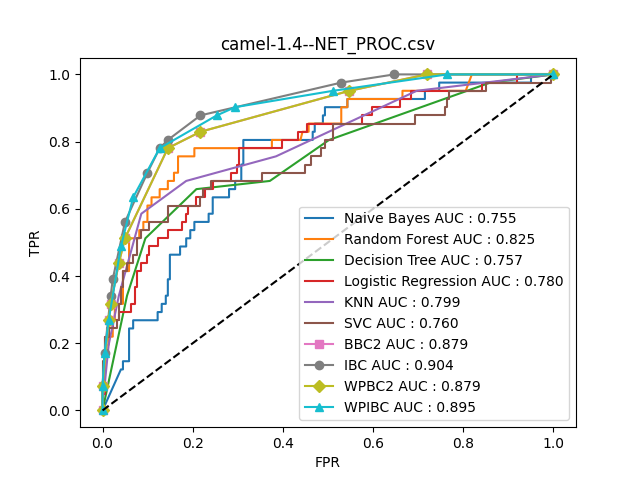 camel-1.4--NET_PROC.csv
1.0
0.8
0.6
0.4
0.2
0.0
TPR
Naive Bayes AUC : 0.755
Random Forest AUC : 0.825
Decision Tree AUC : 0.757
Logistic Regression AUC : 0.780
KNN AUC : 0.799
SVC AUC : 0.760
BBC2 AUC : 0.879
IBC AUC : 0.904
WPBC2 AUC : 0.879
WPIBC AUC : 0.895
0.0 0.2 0.4 0.6 0.8 1.0
FPR